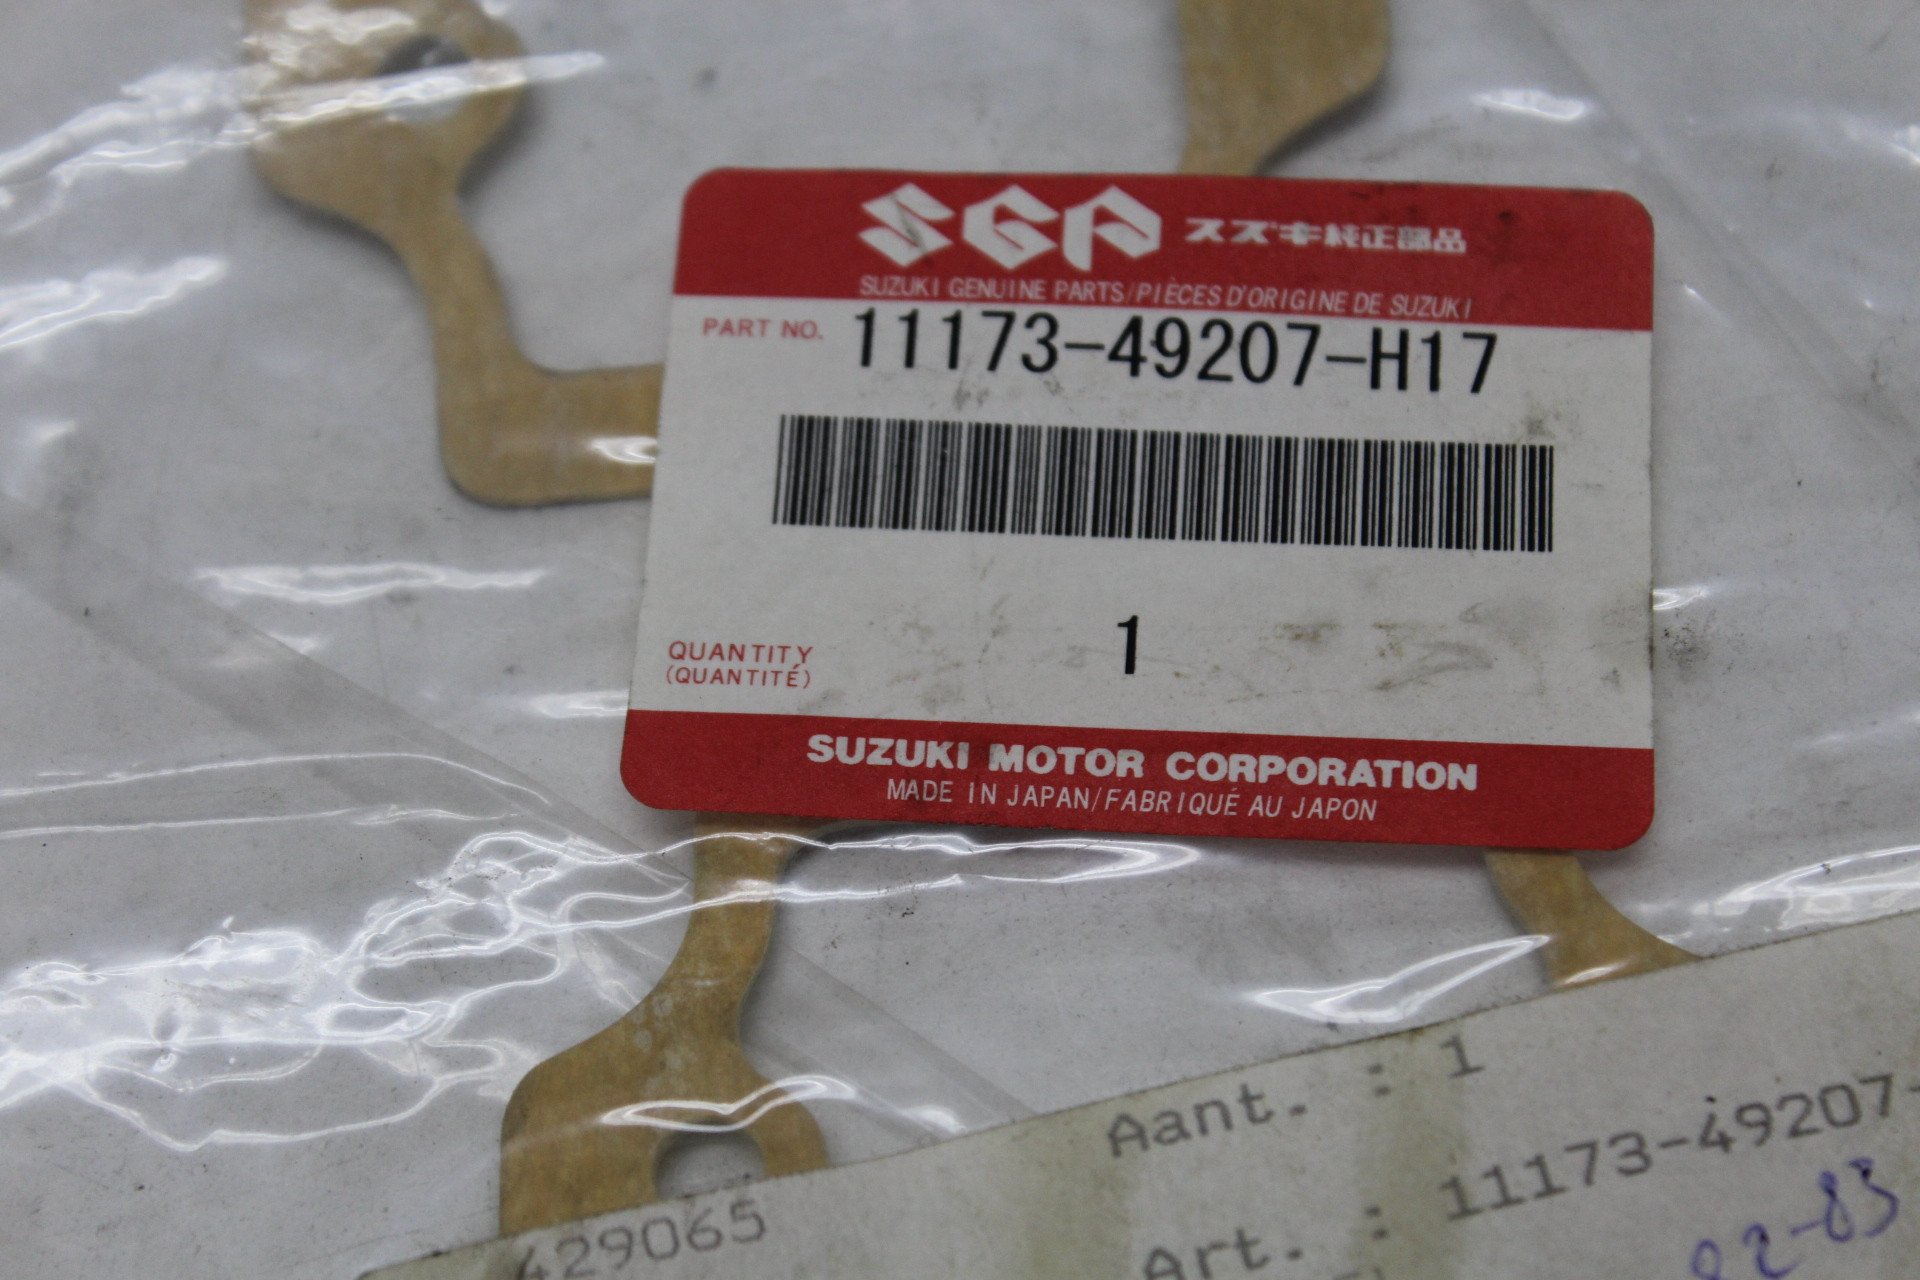 SGP スズキ純正部品
SUZUKI GENUINE PARTS/PIÈCES D'ORIGINE DE SUZUKI
PART NO. 11173-49207-H17
1
QUANTITY
(QUANTITÉ)
SUZUKI MOTOR CORPORATION
MADE IN JAPAN/FABRIQUÉ AU JAPON
Aant. : 1
429065
Art. : 11173-49207-
92-83